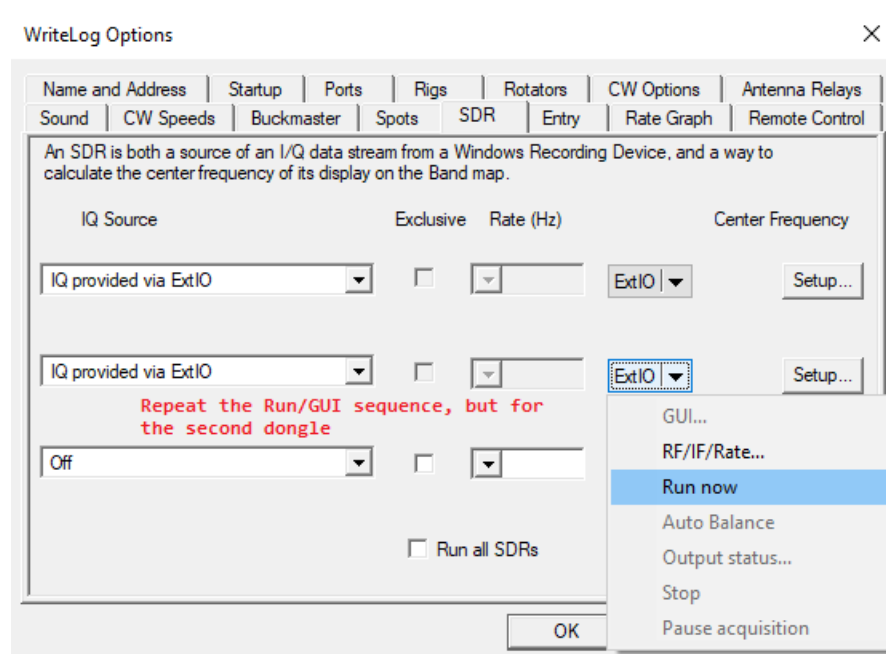 WriteLog Options
Name and Address Startup Ports Rigs Rotators CW Options Antenna Relays
Sound CW Speeds Buckmaster Spots SDR Entry Rate Graph Remote Control
An SDR is both a source of an I/Q data stream from a Windows Recording Device, and a way to
calculate the center frequency of its display on the Band map.
IQ Source Exclusive Rate (Hz) Center Frequency
IQ provided via ExtIO ExtIO Setup...
IQ provided via ExtIO ExtIO Setup...
Repeat the Run/GUI sequence, but for
the second dongle
Off
Run all SDRs
OK
GUI...
RF/IF/Rate...
Run now
Auto Balance
Output status...
Stop
Pause acquisition